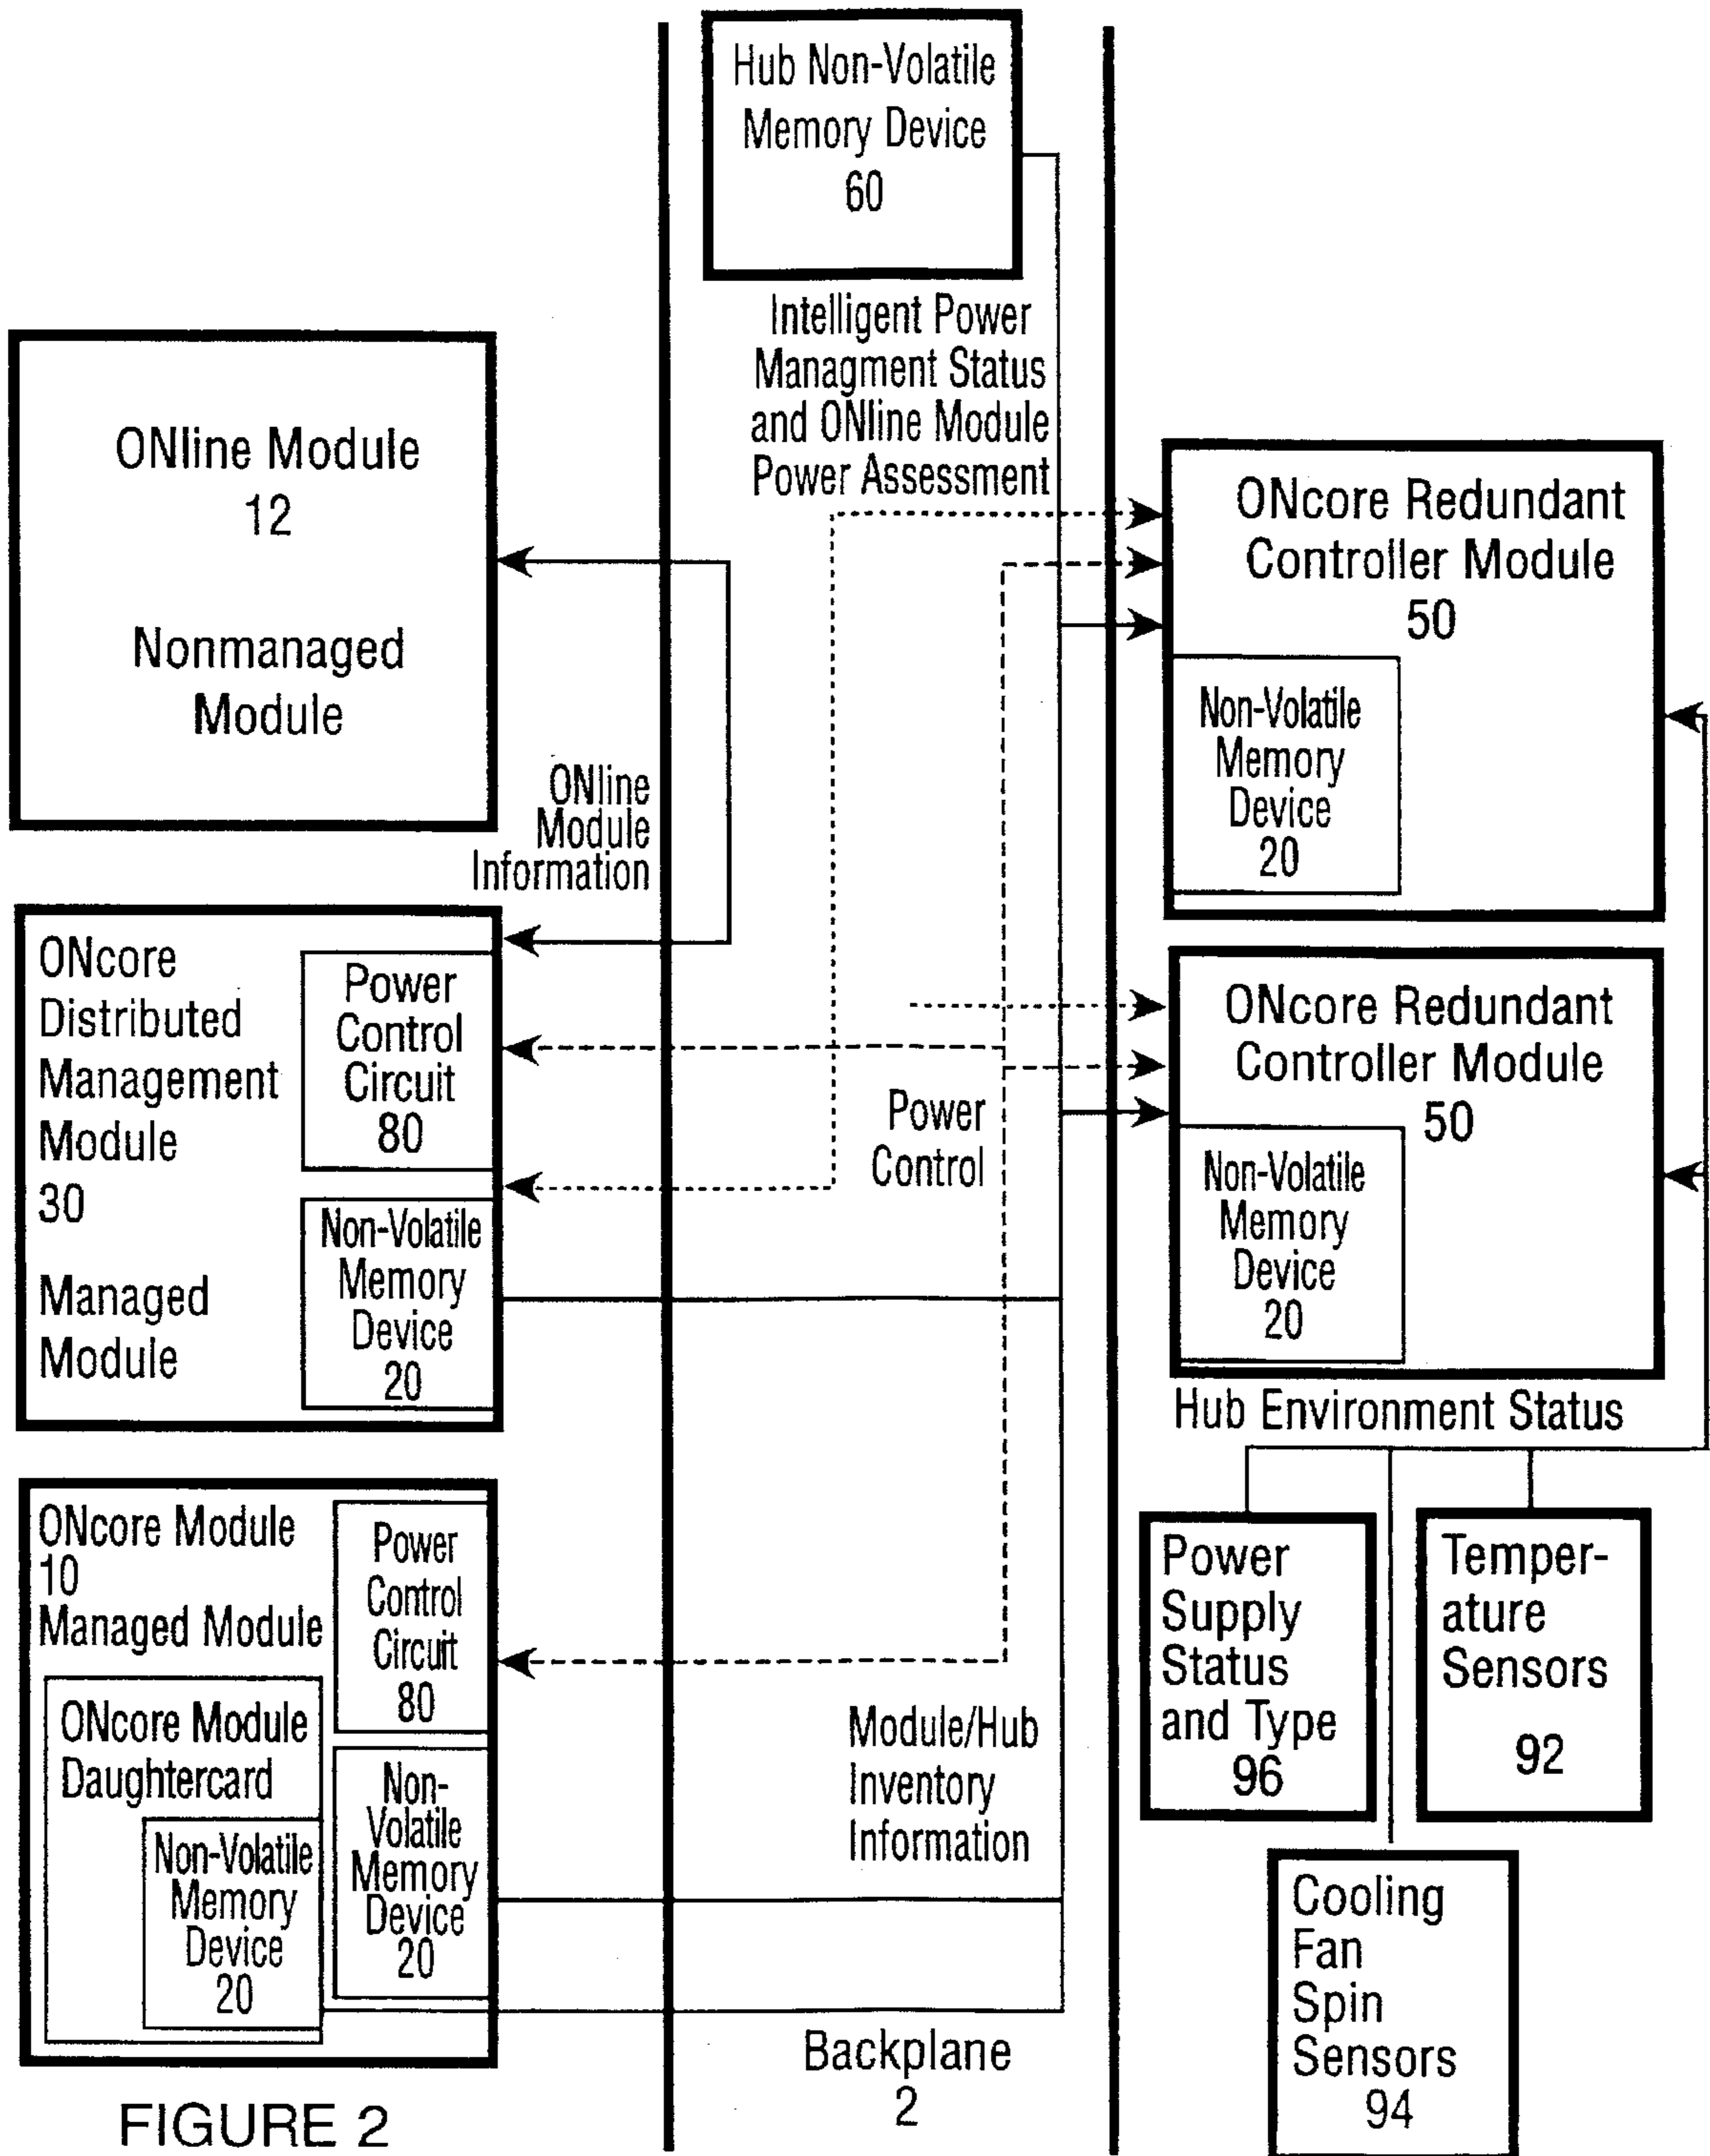 Hub Non-Volatile
Memory Device
60
Intelligent Power
Managment Status
and ONline Module
Power Assessment
ONline Module
12
Nonmanaged
Module
ONline
Module
Information
ONcore
Distributed
Management
Module
30
Managed
Module
Power
Control
Circuit
80
Non-Volatile
Memory
Device
20
ONcore Module
10
Managed Module
Power
Control
Circuit
80
ONcore Module
Daughtercard
Non-Volatile
Memory
Device
20
Non-
Volatile
Memory
Device
20
Power
Control
Module/Hub
Inventory
Information
Backplane
2
ONcore Redundant
Controller Module
50
Non-Volatile
Memory
Device
20
ONcore Redundant
Controller Module
50
Non-Volatile
Memory
Device
20
Hub Environment Status
Power
Supply
Status
and Type
96
Temper-
ature
Sensors
92
Cooling
Fan
Spin
Sensors
94
FIGURE 2